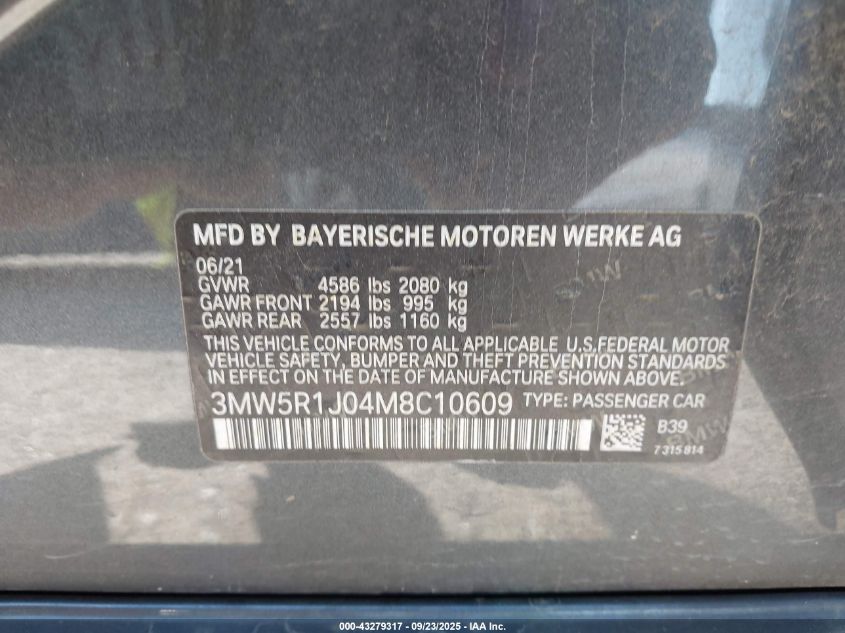 MFD BY BAYERISCHE MOTOREN WERKE AG
06/21
GVWR 4586 lbs 2080 kg
GAWR FRONT 2194 lbs 995 kg
GAWR REAR 2557 lbs 1160 kg
THIS VEHICLE CONFORMS TO ALL APPLICABLE U.S.FEDERAL MOTOR
VEHICLE SAFETY, BUMPER AND THEFT PREVENTION STANDARDS
IN EFFECT ON THE DATE OF MANUFACTURE SHOWN ABOVE.
3MW5R1J04M8C10609 TYPE: PASSENGER CAR
B39
7315814
BMW
BMW
000-43279317 - 09/23/2025 - IAA Inc.